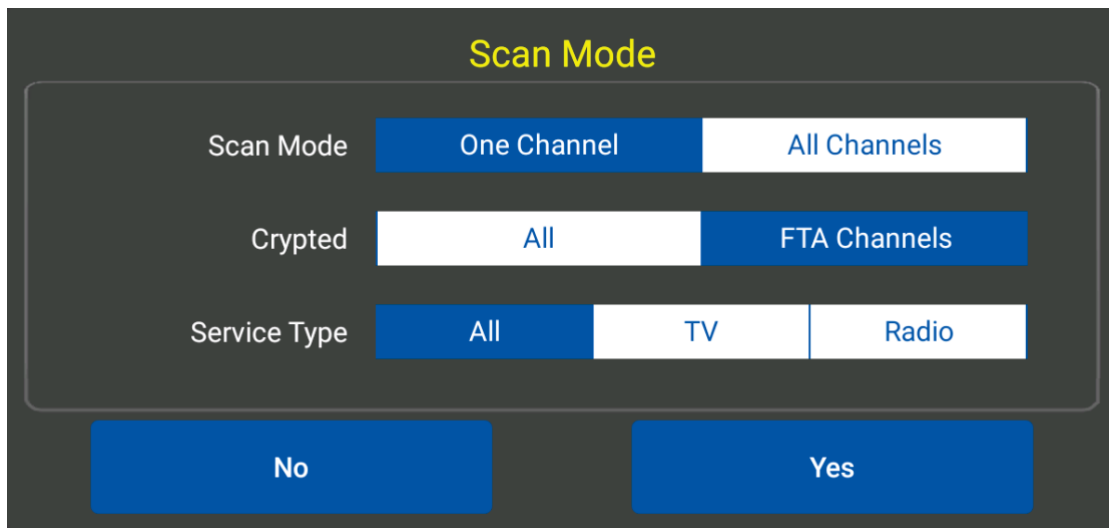 Scan Mode
Scan Mode One Channel All Channels
Crypted All FTA Channels
Service Type All TV Radio
No Yes